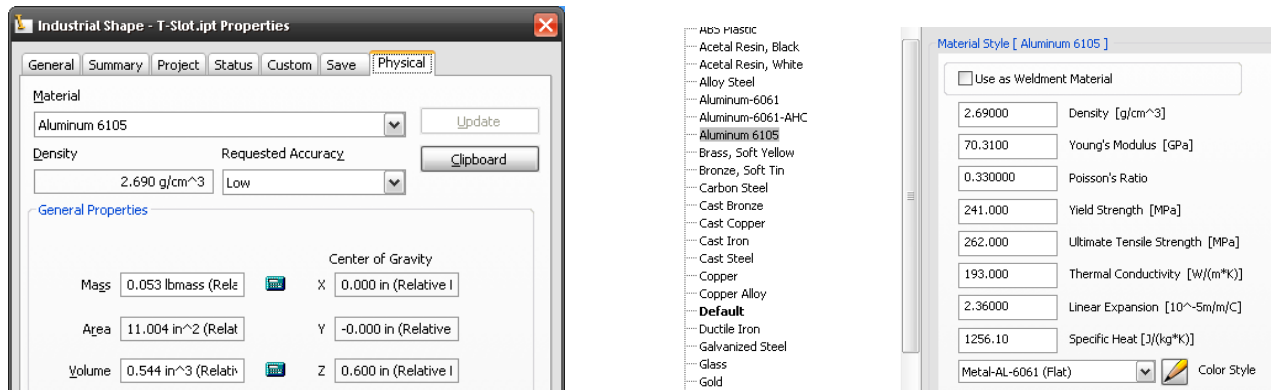 Industrial Shape - T-Slot.ipt Properties
General Summary Project Status Custom Save Physical
Material
Aluminum 6105
Update
Density
Requested Accuracy
Clipboard
2.690 g/cm^3
Low
General Properties
Center of Gravity
Mass 0.053 lbmass (Rela
X 0.000 in (Relative
Area 11.004 in^2 (Relat
Y -0.000 in (Relative
Volume 0.544 in^3 (Relativ
Z 0.600 in (Relative
ABS Plastic
Acetal Resin, Black
Acetal Resin, White
Alloy Steel
Aluminum-6061
Aluminum-6061-AHC
Aluminum 6105
Brass, Soft Yellow
Bronze, Soft Tin
Carbon Steel
Cast Bronze
Cast Copper
Cast Iron
Cast Steel
Copper
Copper Alloy
Default
Ductile Iron
Galvanized Steel
Glass
Gold
Material Style [ Aluminum 6105 ]
Use as Weldment Material
2.69000 Density [g/cm^3]
70.3100 Young's Modulus [GPa]
0.330000 Poisson's Ratio
241.000 Yield Strength [MPa]
262.000 Ultimate Tensile Strength [MPa]
193.000 Thermal Conductivity [W/(m*K)]
2.36000 Linear Expansion [10^-5m/m/C]
1256.10 Specific Heat [J/(kg*K)]
Metal-AL-6061 (Flat) Color Style